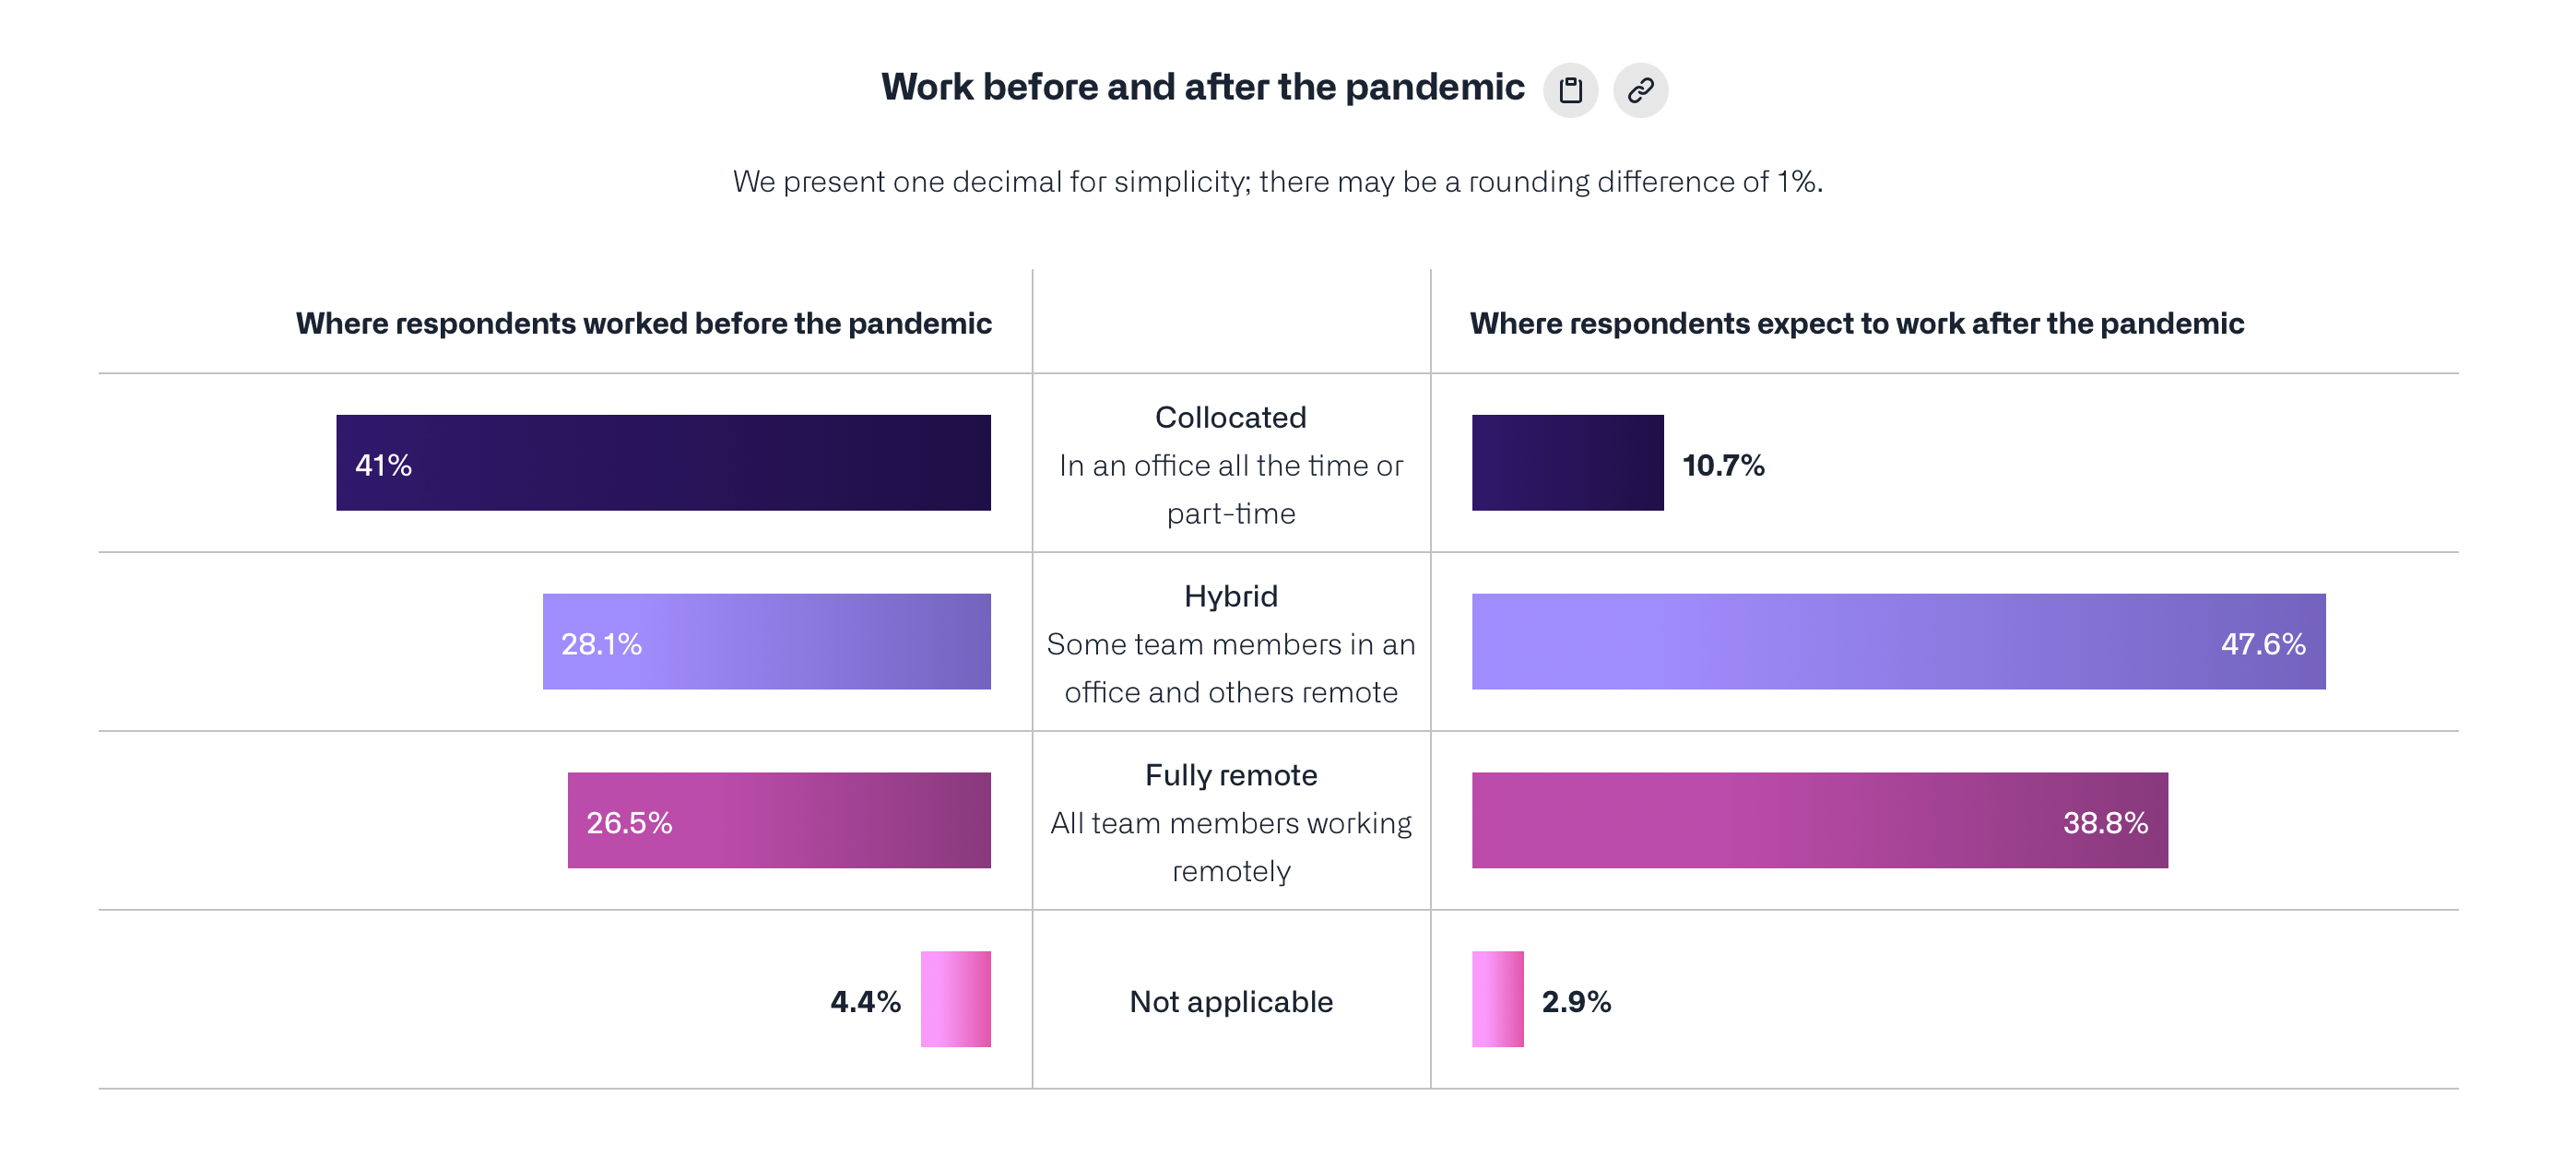 Work before and after the pandemic
We present one decimal for simplicity; there may be a rounding difference of 1%.
Where respondents worked before the pandemic
Where respondents expect to work after the pandemic
41%
Collocated
In an office all the time or
part-time
10.7%
28.1%
Hybrid
Some team members in an
office and others remote
47.6%
26.5%
Fully remote
All team members working
remotely
38.8%
4.4%
Not applicable
2.9%